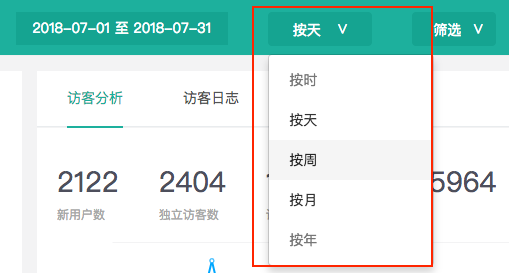 2018-07-01 至 2018-07-31 按天 筛选
按时
访客分析 访客日志
按天
按周
2122 2404 5964
按月
新用户数 独立访客数
按年